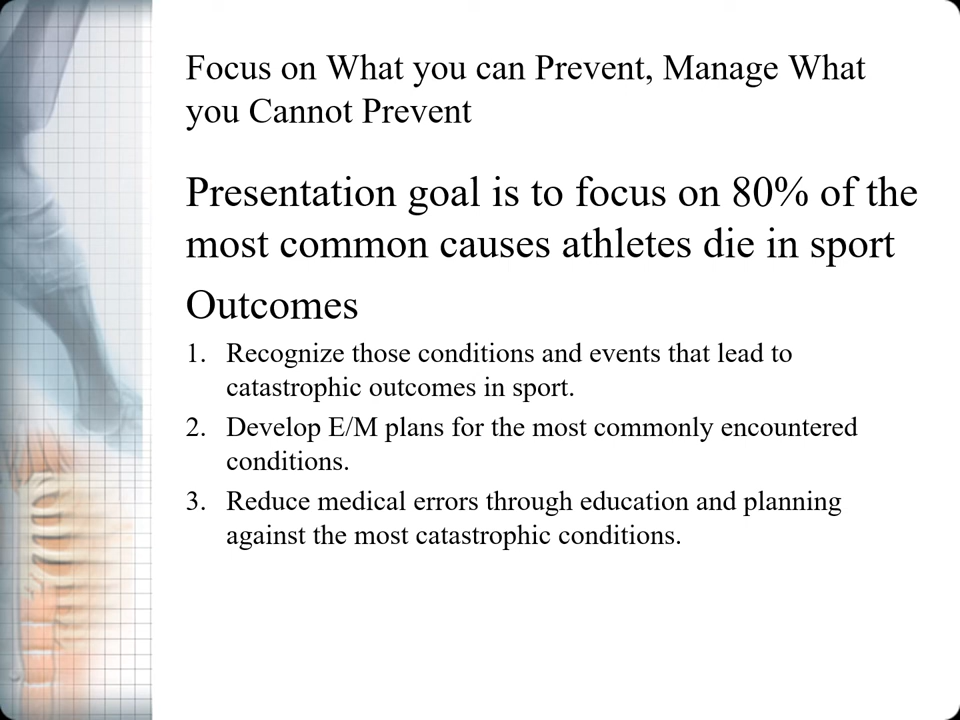 Focus on What you can Prevent, Manage What
you Cannot Prevent
Presentation goal is to focus on 80% of the
most common causes athletes die in sport
Outcomes
1. Recognize those conditions and events that lead to
catastrophic outcomes in sport.
2. Develop E/M plans for the most commonly encountered
conditions.
3. Reduce medical errors through education and planning
against the most catastrophic conditions.